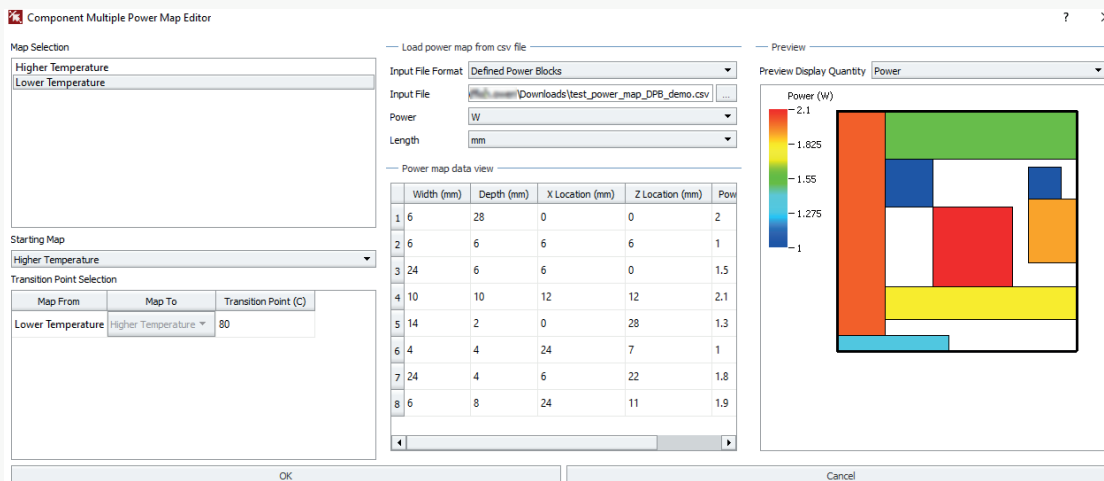 Component Multiple Power Map Editor
?
Map Selection
Higher Temperature
Lower Temperature
Starting Map
Higher Temperature
Transition Point Selection
Map From Map To Transition Point (C)
Lower Temperature Higher Temperature 80
Load power map from csv file
Input File Format Defined Power Blocks
Input File \Downloads\test_power_map_DPB_demo.csv ...
Power W
Length mm
Power map data view
Width (mm) Depth (mm) X Location (mm) Z Location (mm) Pow
1 6 28 0 0 2
2 6 6 6 6 1
3 24 6 6 0 1.5
4 10 10 12 12 2.1
5 14 2 0 28 1.3
6 4 4 24 7 1
7 24 4 6 22 1.8
8 6 8 24 11 1.9
Preview
Preview Display Quantity Power
Power (W)
2.1
1.825
1.55
1.275
1
OK
Cancel